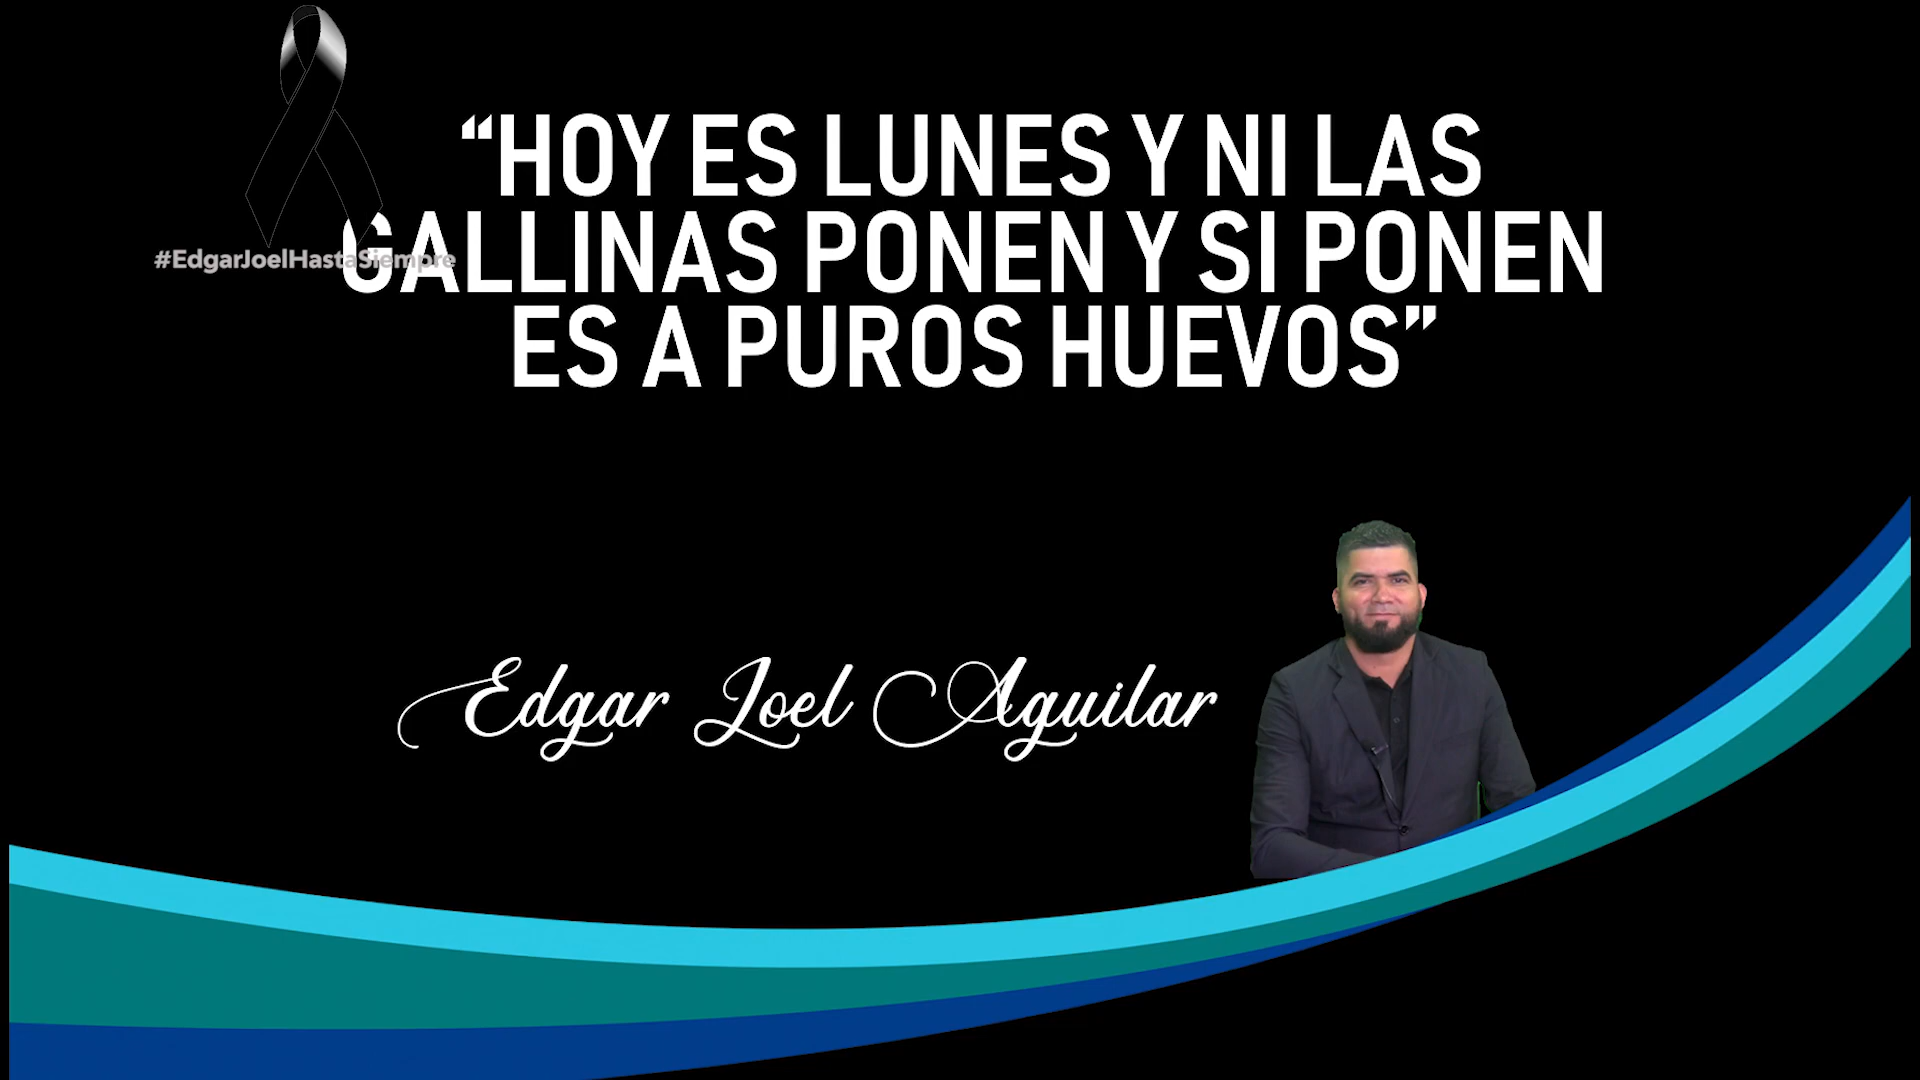 “HOY ES LUNES Y NI LAS
GALLINAS PONEN Y SI PONEN
ES A PUROS HUEVOS”
#EdgarJoelHastaSiempre
Edgar Joel Aguilar